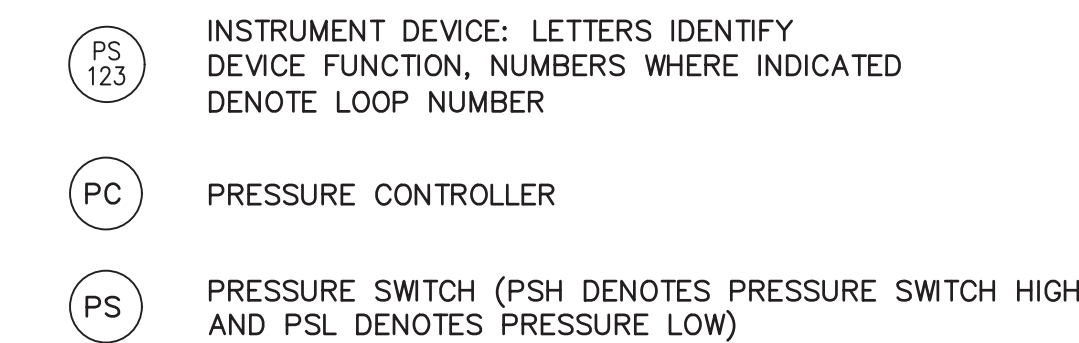 PS
123
INSTRUMENT DEVICE: LETTERS IDENTIFY
DEVICE FUNCTION, NUMBERS WHERE INDICATED
DENOTE LOOP NUMBER
PC
PRESSURE CONTROLLER
PS
PRESSURE SWITCH (PSH DENOTES PRESSURE SWITCH HIGH
AND PSL DENOTES PRESSURE LOW)